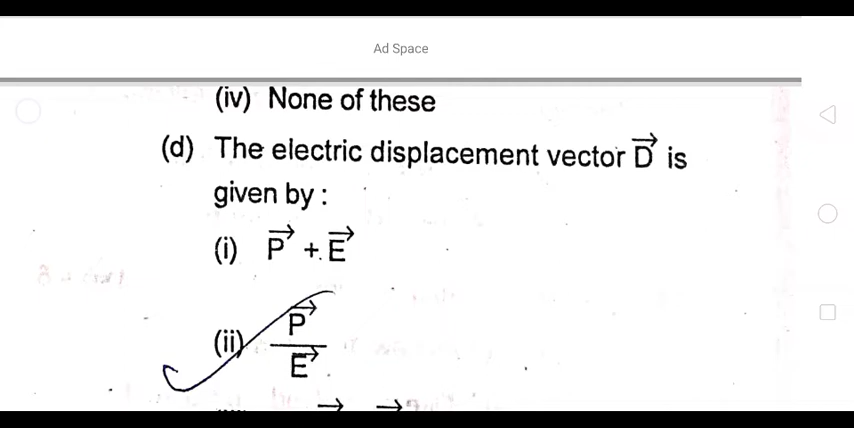 Ad Space
(iv) None of these
(d) The electric displacement vector D⃗ is
given by :
(i) P⃗ + E⃗
(ii) P⃗
E⃗